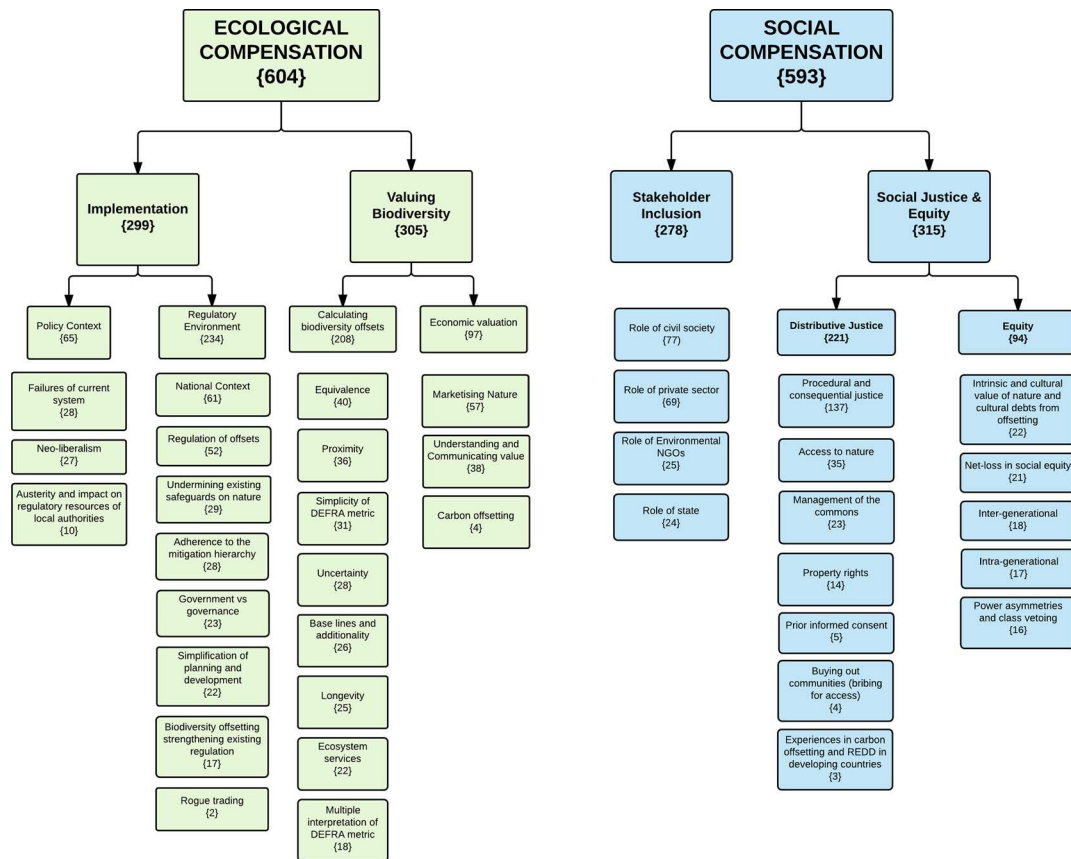 ECOLOGICAL
COMPENSATION
{604}
SOCIAL
COMPENSATION
{593}
Implementation
{299}
Valuing
Biodiversity
{305}
Stakeholder
Inclusion
{278}
Social Justice &
Equity
{315}
Policy Context
{65}
Failures of current
system
{28}
Neo-liberalism
{27}
Austerity and impact on
regulatory resources of
local authorities
{10}
Regulatory
Environment
{234}
National Context
{61}
Regulation of offsets
{52}
Undermining existing
safeguards on nature
{29}
Adherence to the
mitigation hierarchy
{28}
Government vs
governance
{23}
Simplification of
planning and
development
{22}
Biodiversity offsetting
strengthening existing
regulation
{17}
Rogue trading
{2}
Calculating
biodiversity offsets
{208}
Equivalence
{40}
Proximity
{36}
Simplicity of
DEFRA metric
{31}
Uncertainty
{28}
Base lines and
additionality
{26}
Longevity
{25}
Ecosystem
services
{22}
Multiple
interpretation of
DEFRA metric
{18}
Economic valuation
{97}
Marketising Nature
{57}
Understanding and
Communicating value
{38}
Carbon offsetting
{4}
Role of civil society
{77}
Role of private sector
{69}
Role of Environmental
NGOs
{25}
Role of state
{24}
Distributive Justice
{221}
Procedural and
consequential justice
{137}
Access to nature
{35}
Management of the
commons
{23}
Property rights
{14}
Prior informed consent
{5}
Buying out
communities (bribing
for access)
{4}
Experiences in carbon
offsetting and REDD in
developing countries
{3}
Equity
{94}
Intrinsic and cultural
value of nature and
cultural debts from
offsetting
{22}
Net-loss in social equity
{21}
Inter-generational
{18}
Intra-generational
{17}
Power asymmetries
and class vetoing
{16}